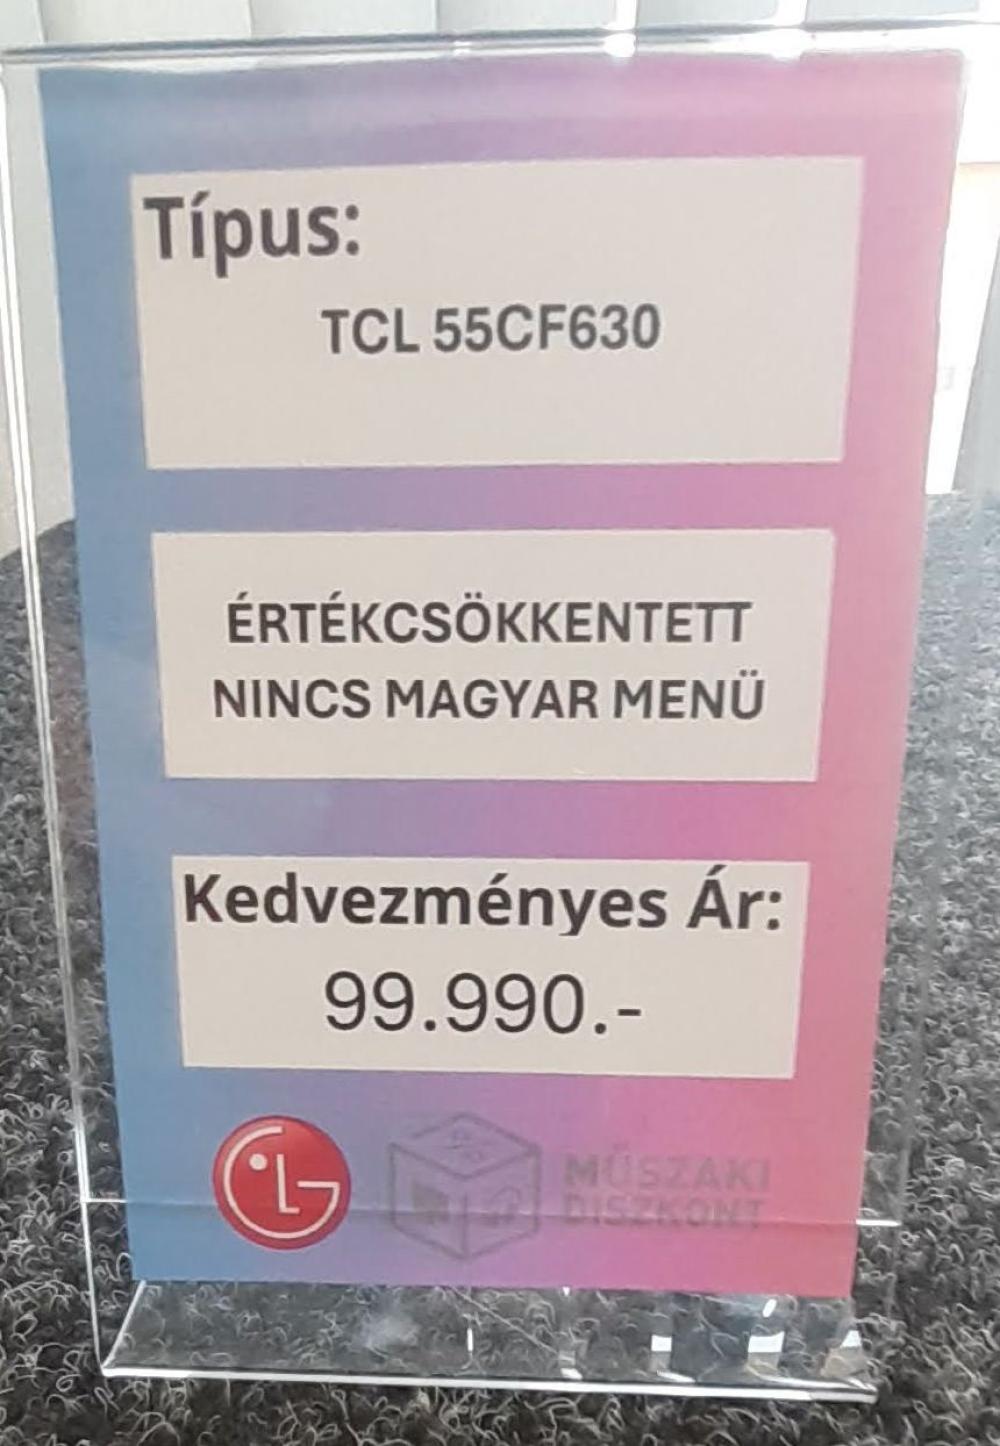 Típus:
TCL 55CF630
ÉRTÉKCSÖKKENTETT
NINCS MAGYAR MENÜ
Kedvezményes Ár:
99.990.-
LG
MŰSZAKI
DISZKONT